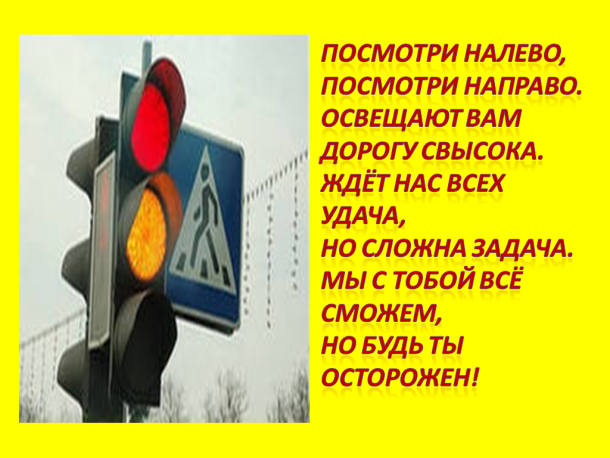 ПОСМОТРИ НАЛЕВО,
ПОСМОТРИ НАПРАВО.
ОСВЕЩАЮТ ВАМ
ДОРОГУ СВЫСОКА.
ЖДЁТ НАС ВСЕХ
УДАЧА,
НО СЛОЖНА ЗАДАЧА.
МЫ С ТОБОЙ ВСЁ
СМОЖЕМ,
НО БУДЬ ТЫ
ОСТОРОЖЕН!